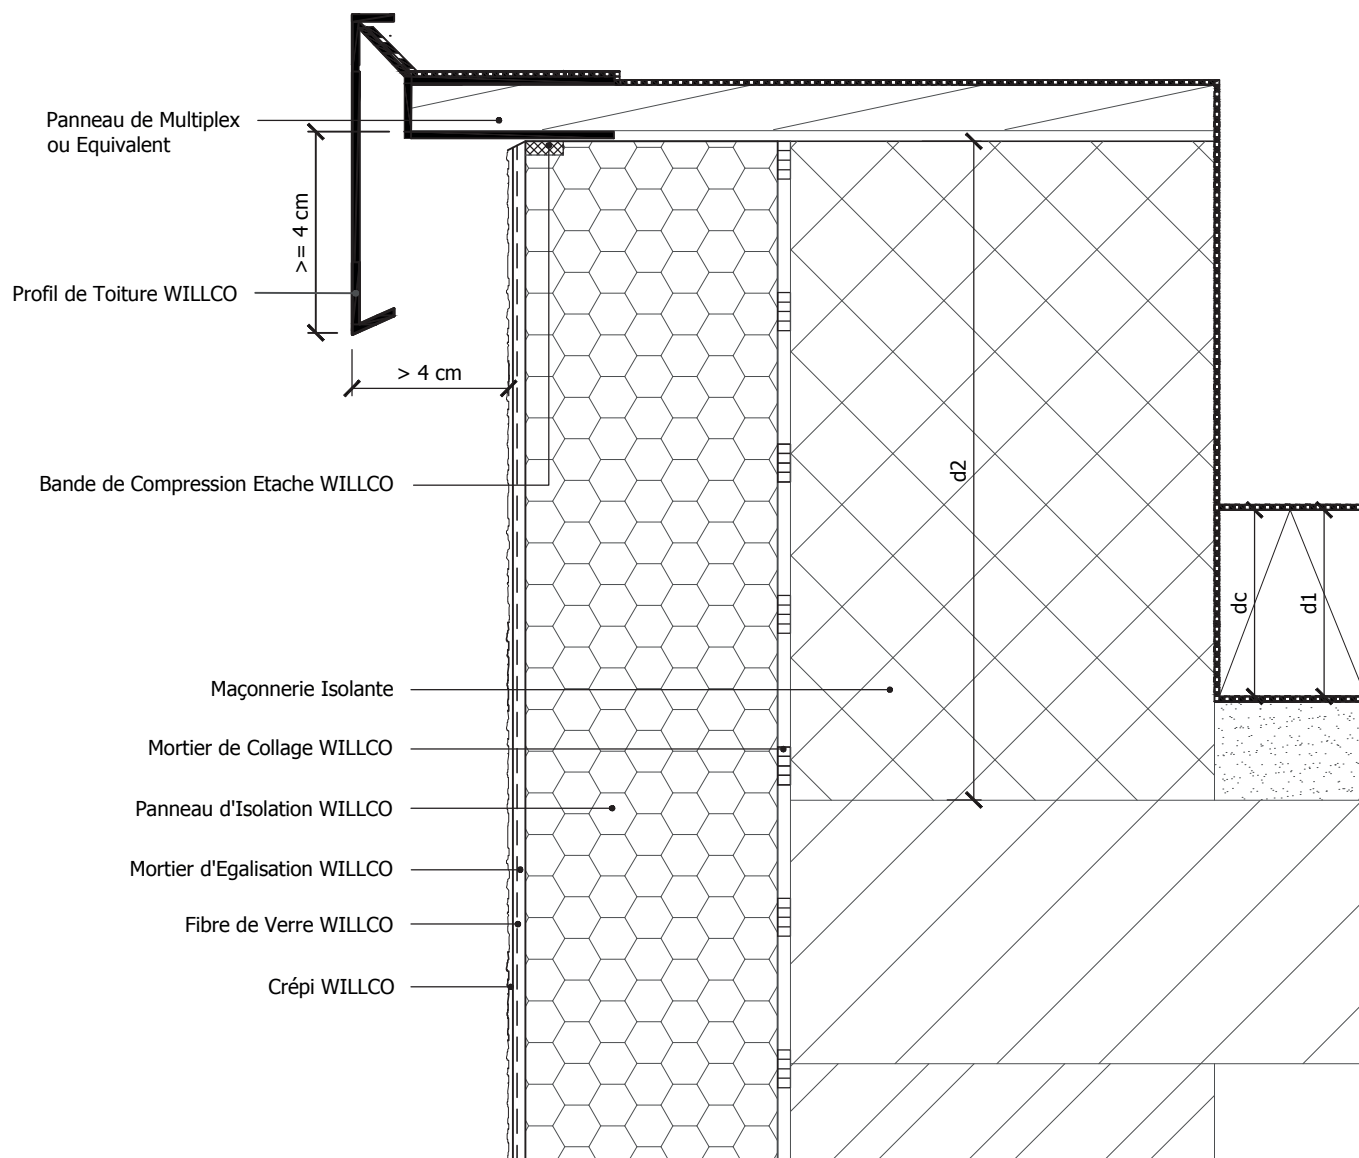 Panneau de Multiplex
ou Equivalent
>= 4 cm
Profil de Toiture WILLCO
> 4 cm
Bande de Compression Etache WILLCO
d2
dc
d1
Maçonnerie Isolante
Mortier de Collage WILLCO
Panneau d'Isolation WILLCO
Mortier d'Egalisation WILLCO
Fibre de Verre WILLCO
Crépi WILLCO